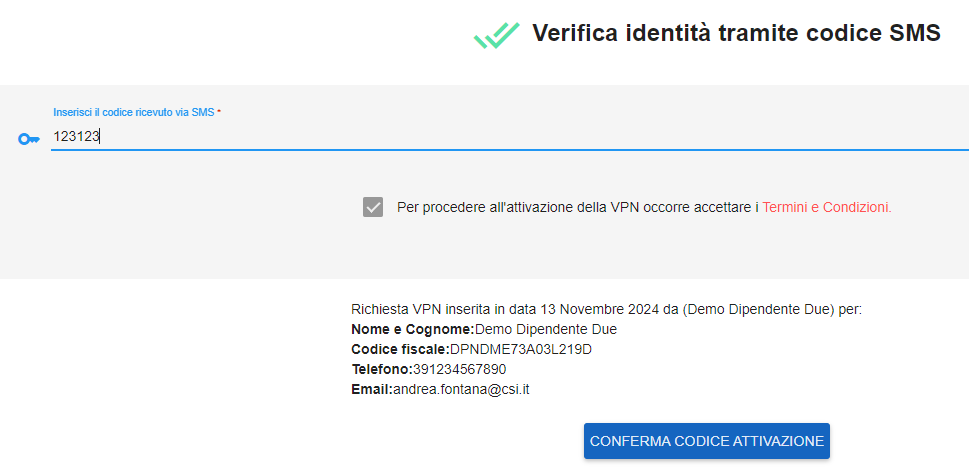 Verifica identità tramite codice SMS
Inserisci il codice ricevuto via SMS *
123123
Per procedere all'attivazione della VPN occorre accettare i Termini e Condizioni.
Richiesta VPN inserita in data 13 Novembre 2024 da (Demo Dipendente Due) per:
Nome e Cognome:Demo Dipendente Due
Codice fiscale:DPNDME73A03L219D
Telefono:391234567890
Email:andrea.fontana@csi.it
CONFERMA CODICE ATTIVAZIONE